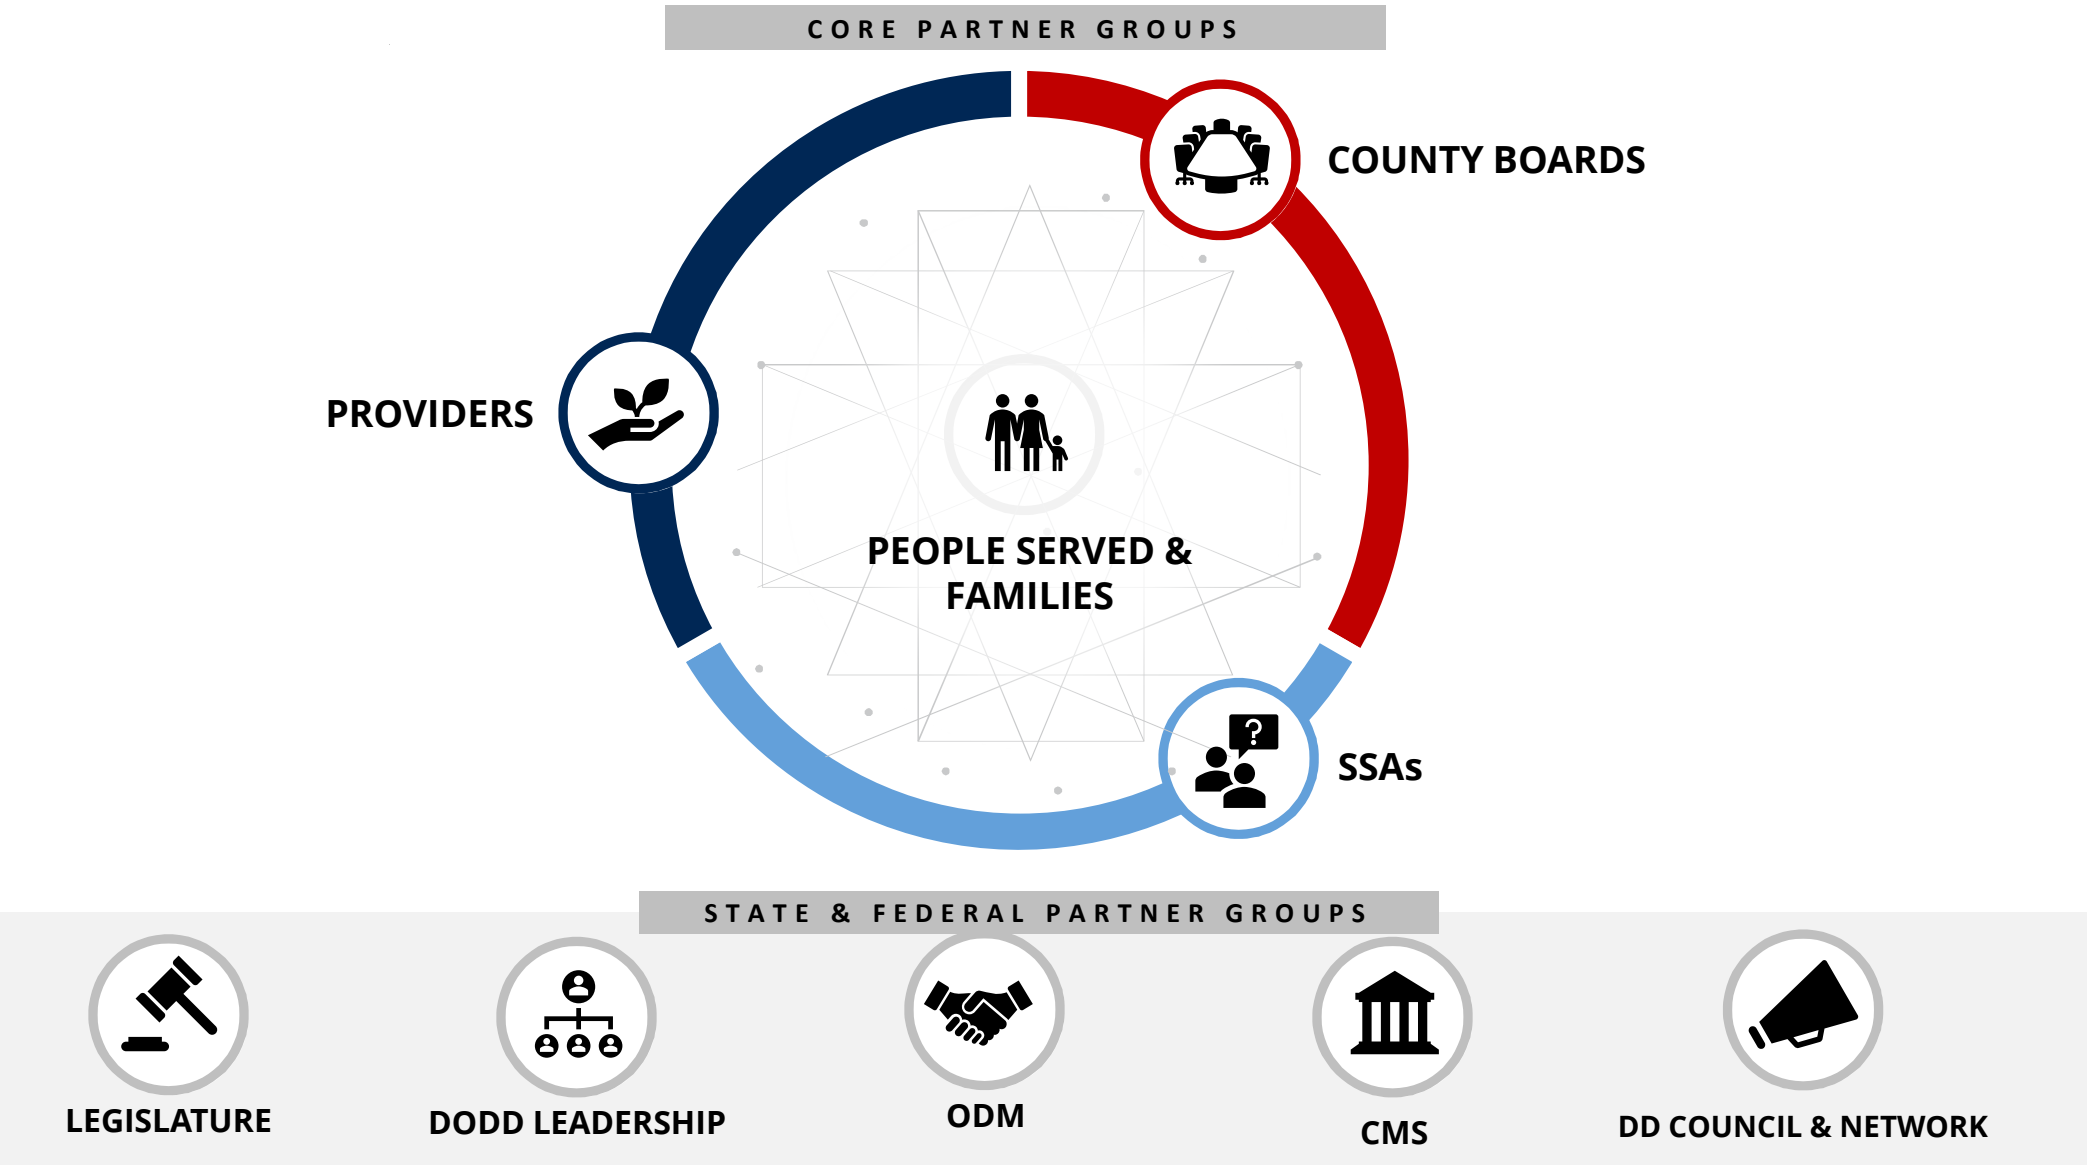 CORE PARTNER GROUPS
COUNTY BOARDS
PROVIDERS
PEOPLE SERVED &
FAMILIES
?
SSAs
STATE & FEDERAL PARTNER GROUPS
LEGISLATURE
DODD LEADERSHIP
ODM
CMS
DD COUNCIL & NETWORK